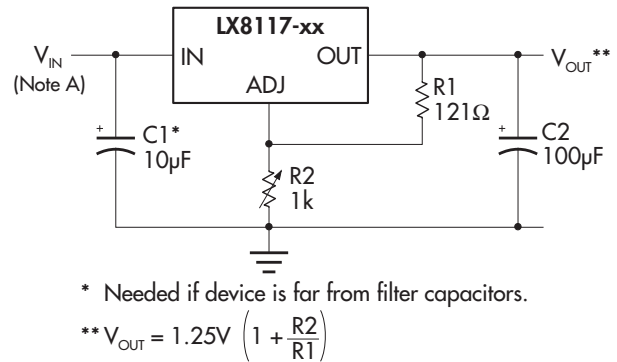 LX8117-xx
IN
OUT
ADJ
V_IN
(Note A)
V_OUT**
R1
121Ω
C1*
10µF
C2
100µF
R2
1k
* Needed if device is far from filter capacitors.
** V_OUT = 1.25V (1 + R2/R1)